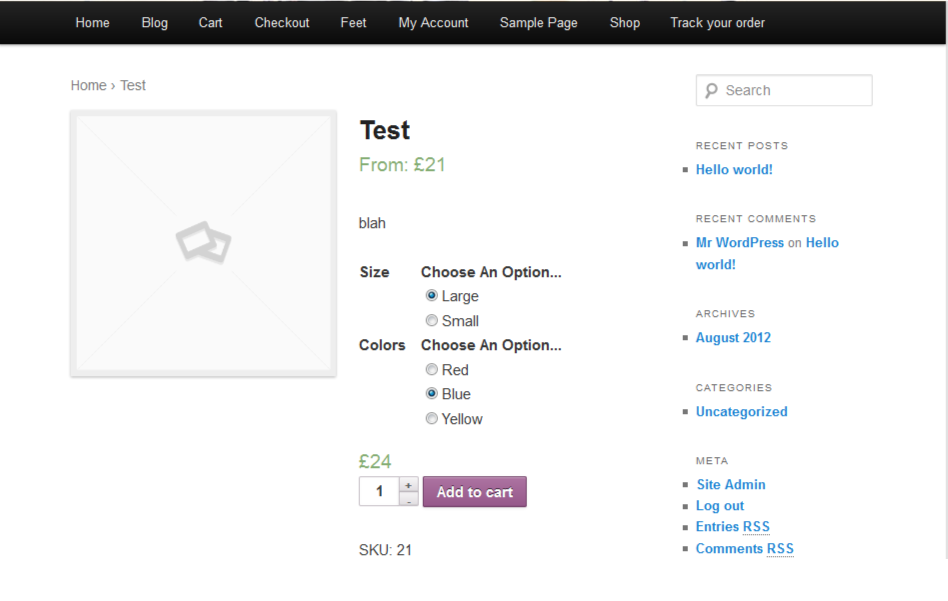 Home Blog Cart Checkout Feet My Account Sample Page Shop Track your order
Home › Test
Test
From: £21
blah
Size Choose An Option...
Large
Small
Colors Choose An Option...
Red
Blue
Yellow
£24
1 + -
Add to cart
SKU: 21
Search
RECENT POSTS
Hello world!
RECENT COMMENTS
Mr WordPress on Hello
world!
ARCHIVES
August 2012
CATEGORIES
Uncategorized
META
Site Admin
Log out
Entries RSS
Comments RSS